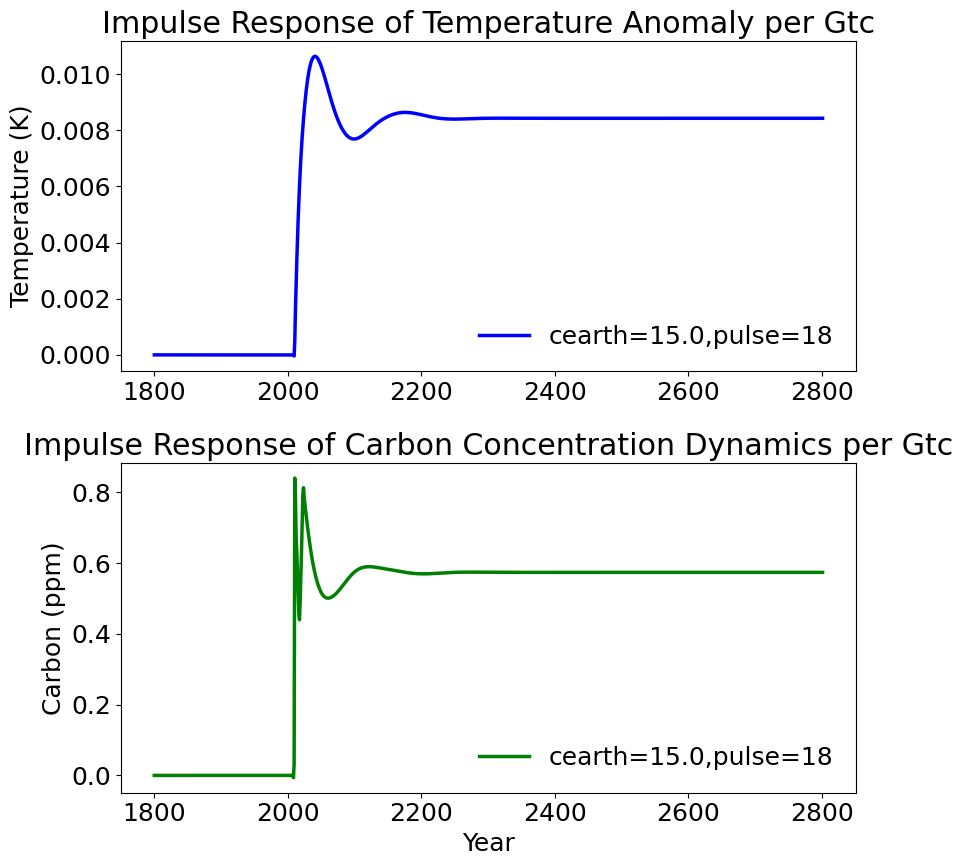 Impulse Response of Temperature Anomaly per Gtc
Temperature (K)
0.010
0.008
0.006
0.004
0.002
0.000
cearth=15.0,pulse=18
1800 2000 2200 2400 2600 2800
Impulse Response of Carbon Concentration Dynamics per Gtc
Carbon (ppm)
0.8
0.6
0.4
0.2
0.0
cearth=15.0,pulse=18
1800 2000 2200 2400 2600 2800
Year